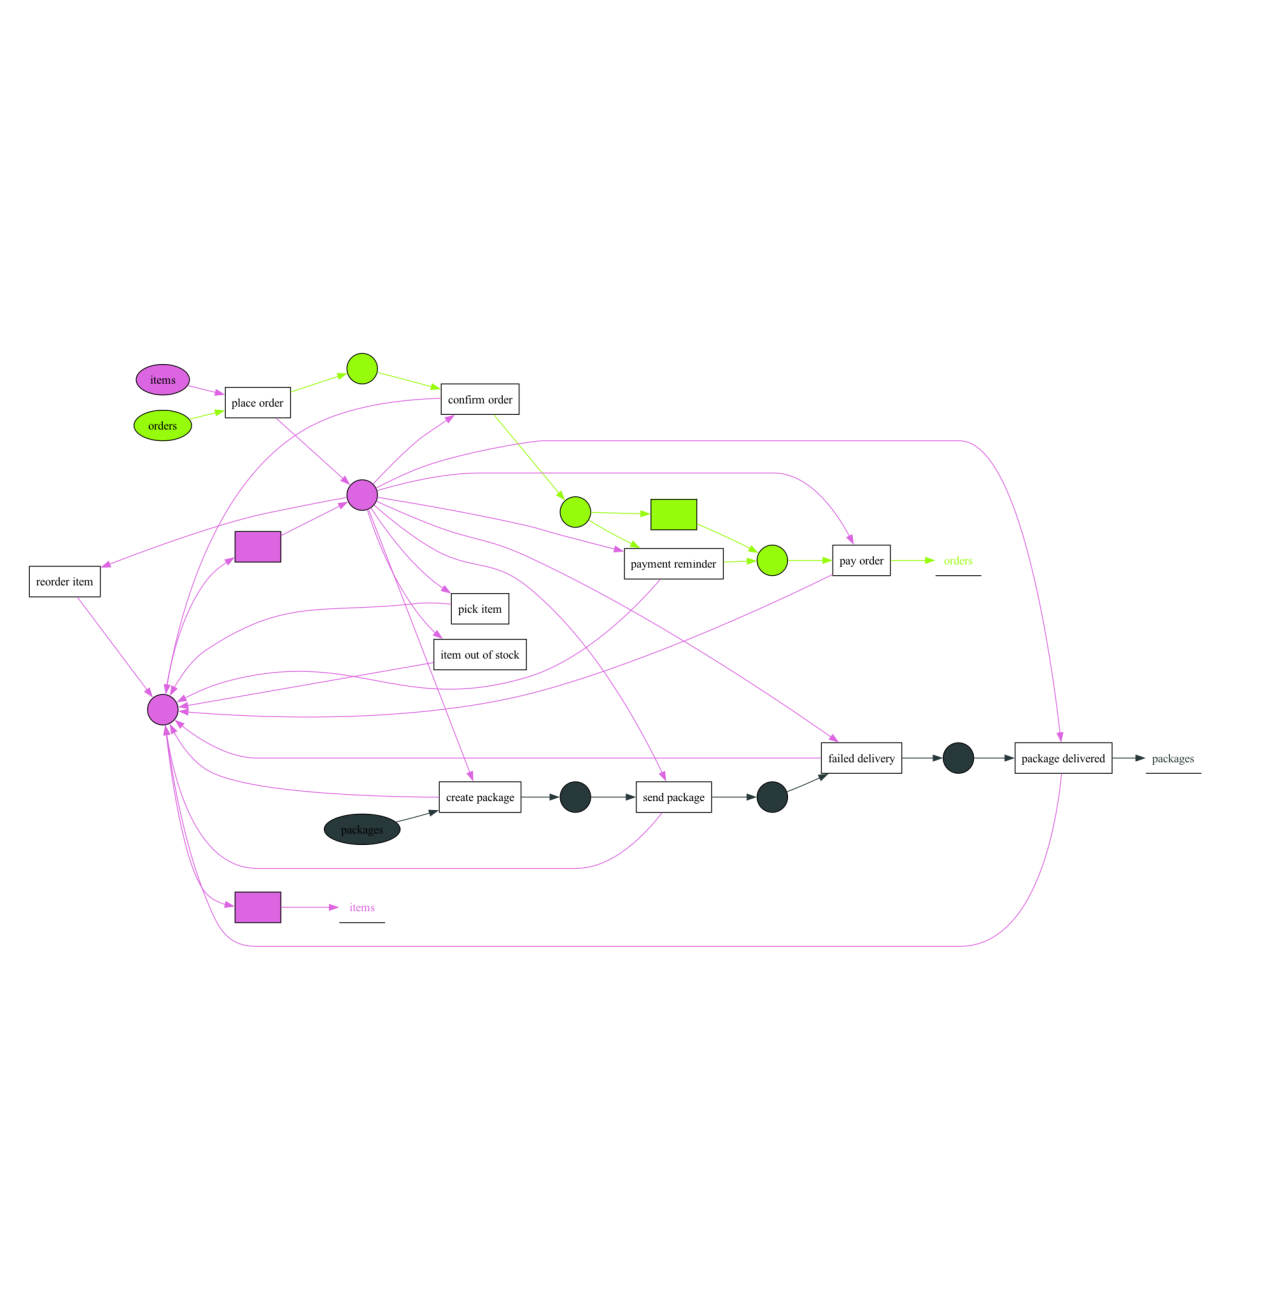 items
place order
orders
confirm order
reorder item
payment reminder
pay order
orders
pick item
item out of stock
failed delivery
package delivered
packages
create package
send package
packages
items